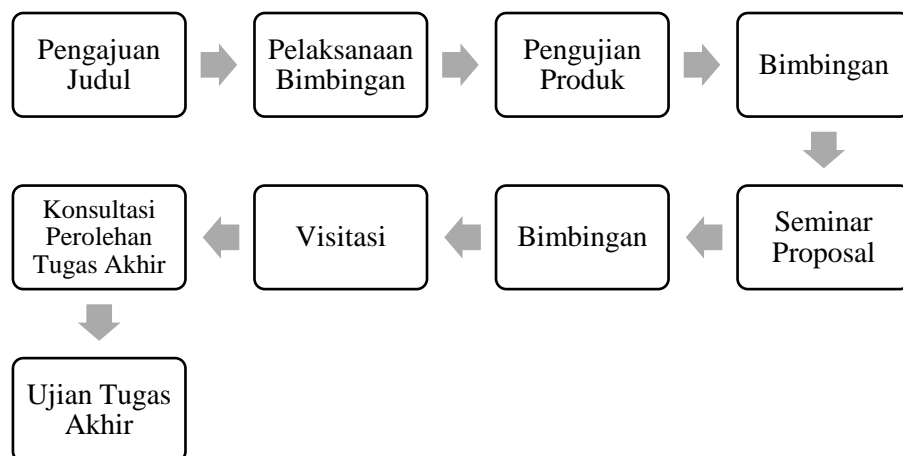 Pengajuan
Judul
Pelaksanaan
Bimbingan
Pengujian
Produk
Bimbingan
Seminar
Proposal
Bimbingan
Visitasi
Konsultasi
Perolehan
Tugas Akhir
Ujian Tugas
Akhir